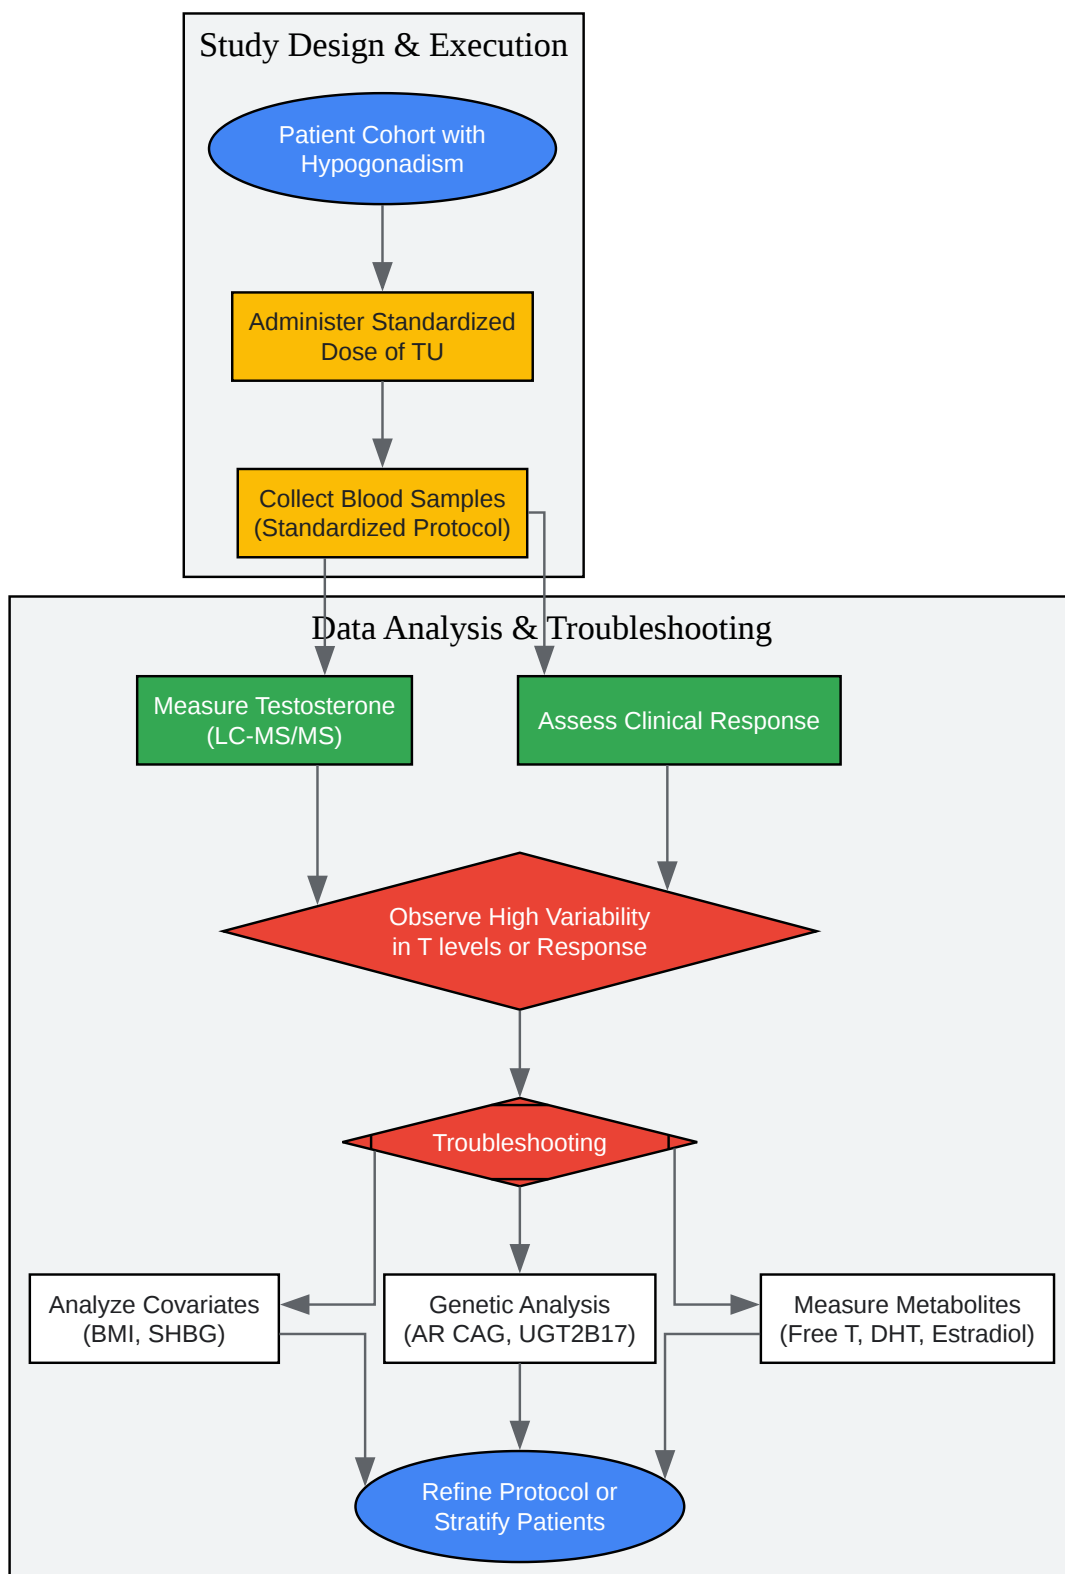 Study Design & Execution
Patient Cohort with
Hypogonadism
Administer Standardized
Dose of TU
Collect Blood Samples
(Standardized Protocol)
Data Analysis & Troubleshooting
Measure Testosterone
(LC-MS/MS)
Assess Clinical Response
Observe High Variability
in T levels or Response
Troubleshooting
Analyze Covariates
(BMI, SHBG)
Genetic Analysis
(AR CAG, UGT2B17)
Measure Metabolites
(Free T, DHT, Estradiol)
Refine Protocol or
Stratify Patients